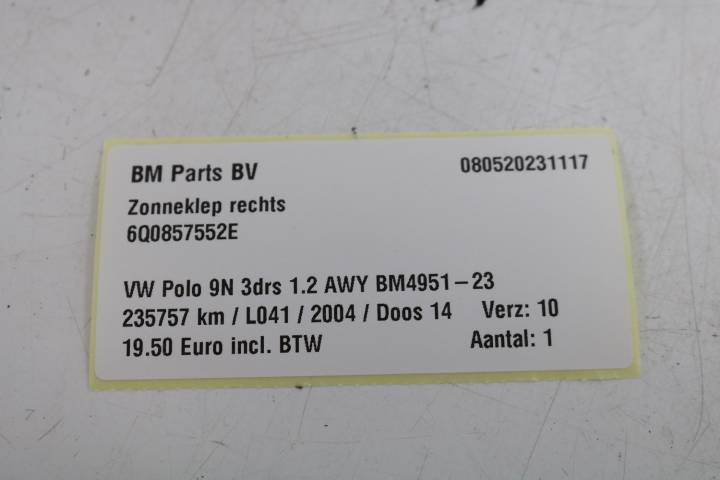 BM Parts BV 080520231117
Zonneklep rechts
6Q0857552E
VW Polo 9N 3drs 1.2 AWY BM4951-23
235757 km / L041 / 2004 / Doos 14 Verz: 10
19.50 Euro incl. BTW Aantal: 1